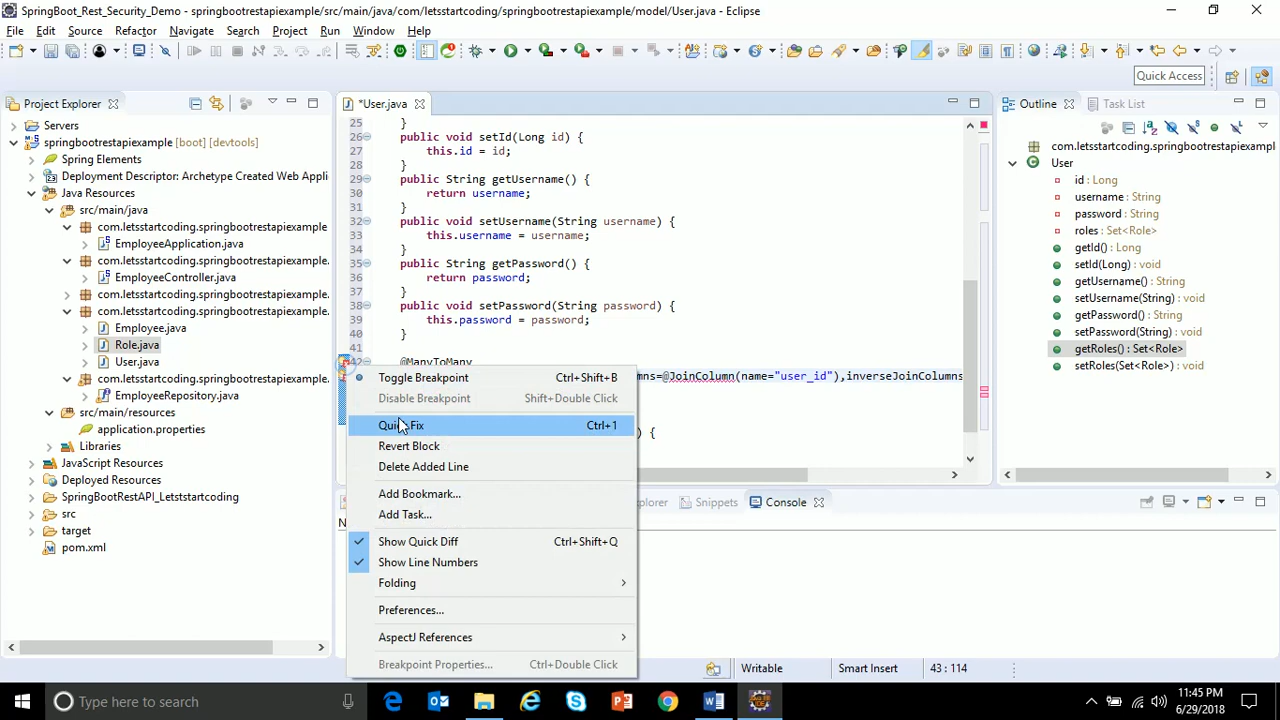 SpringBoot_Rest_Security_Demo - springbootrestapiexample/src/main/java/com/letsstartcoding/springbootrestapiexample/model/User.java - Eclipse
File Edit Source Refactor Navigate Search Project Run Window Help
Quick Access
Project Explorer
Servers
springbootrestapiexample [boot] [devtools]
Spring Elements
Deployment Descriptor: Archetype Created Web Appli
Java Resources
src/main/java
com.letsstartcoding.springbootrestapiexample.
EmployeeApplication.java
com.letsstartcoding.springbootrestapiexample.
EmployeeController.java
com.letsstartcoding.springbootrestapiexample.
com.letsstartcoding.springbootrestapiexample.
Employee.java
Role.java
User.java
com.letsstartcoding.springbootrestapiexample.
EmployeeRepository.java
src/main/resources
application.properties
Libraries
JavaScript Resources
Deployed Resources
SpringBootRestAPI_Letststartcoding
src
target
pom.xml
*User.java
25 }
26 public void setId(Long id) {
27 this.id = id;
28 }
29 public String getUsername() {
30 return username;
31 }
32 public void setUsername(String username) {
33 this.username = username;
34 }
35 public String getPassword() {
36 return password;
37 }
38 public void setPassword(String password) {
39 this.password = password;
40 }
41
42 @ManyToMany
mns=@JoinColumn(name="user_id"),inverseJoinColumns
) {
Toggle Breakpoint Ctrl+Shift+B
Disable Breakpoint Shift+Double Click
Quick Fix Ctrl+1
Revert Block
Delete Added Line
Add Bookmark...
Add Task...
Show Quick Diff Ctrl+Shift+Q
Show Line Numbers
Folding
Preferences...
AspectJ References
Breakpoint Properties... Ctrl+Double Click
Outline Task List
com.letsstartcoding.springbootrestapiexampl
User
id : Long
username : String
password : String
roles : Set<Role>
getId() : Long
setId(Long) : void
getUsername() : String
setUsername(String) : void
getPassword() : String
setPassword(String) : void
getRoles() : Set<Role>
setRoles(Set<Role>) : void
xplorer Snippets Console
Writable Smart Insert 43 : 114
Type here to search
11:45 PM
6/29/2018